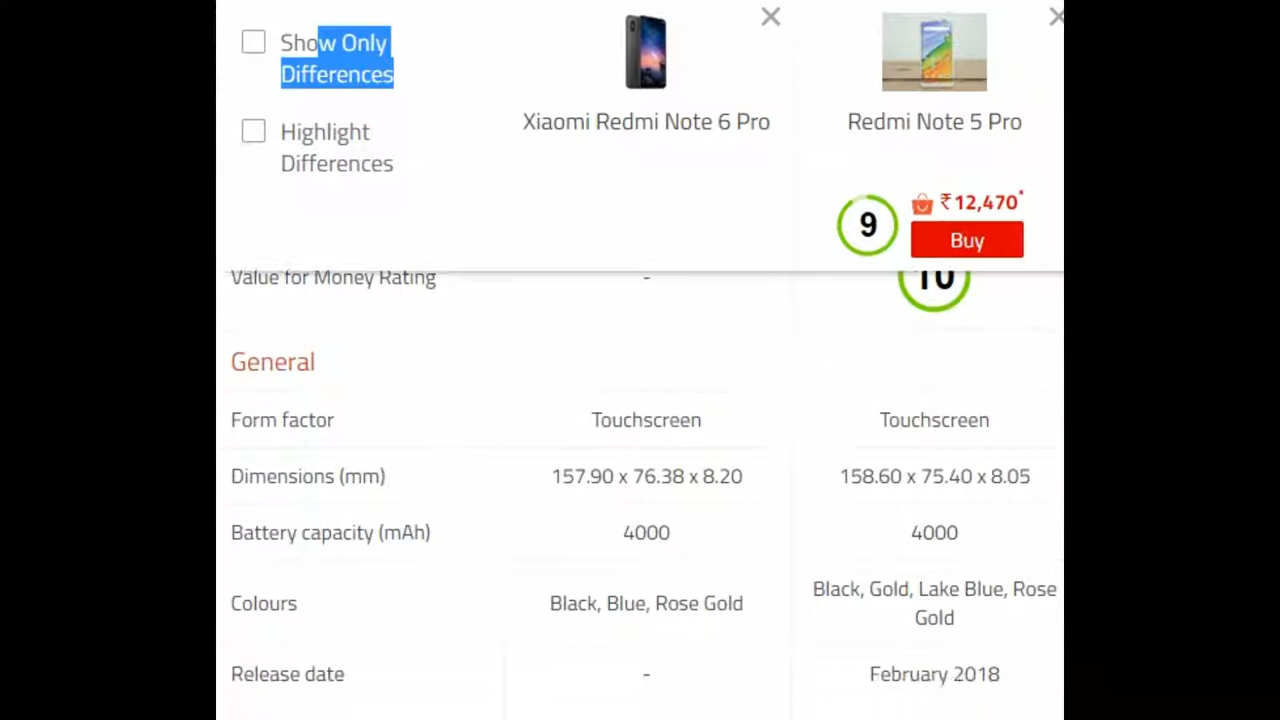 Show Only
Differences
Highlight
Differences
Xiaomi Redmi Note 6 Pro
Redmi Note 5 Pro
9
₹12,470*
Buy
Value for Money Rating
-
10
General
Form factor
Touchscreen
Touchscreen
Dimensions (mm)
157.90 x 76.38 x 8.20
158.60 x 75.40 x 8.05
Battery capacity (mAh)
4000
4000
Colours
Black, Blue, Rose Gold
Black, Gold, Lake Blue, Rose
Gold
Release date
-
February 2018